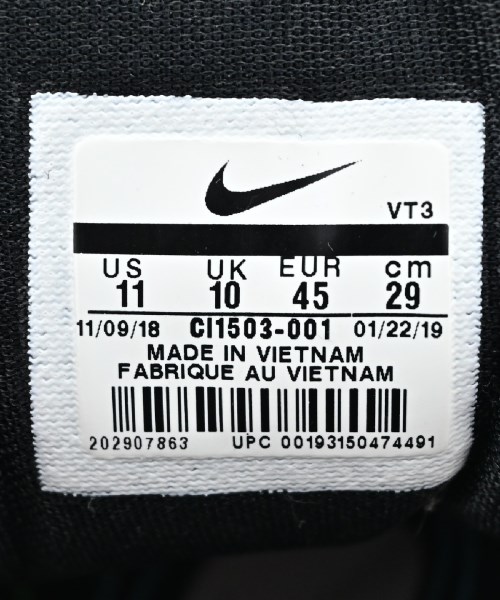 VT3
US UK EUR cm
11 10 45 29
11/09/18 CI1503-001 01/22/19
MADE IN VIETNAM
FABRIQUE AU VIETNAM
202907863 UPC 00193150474491